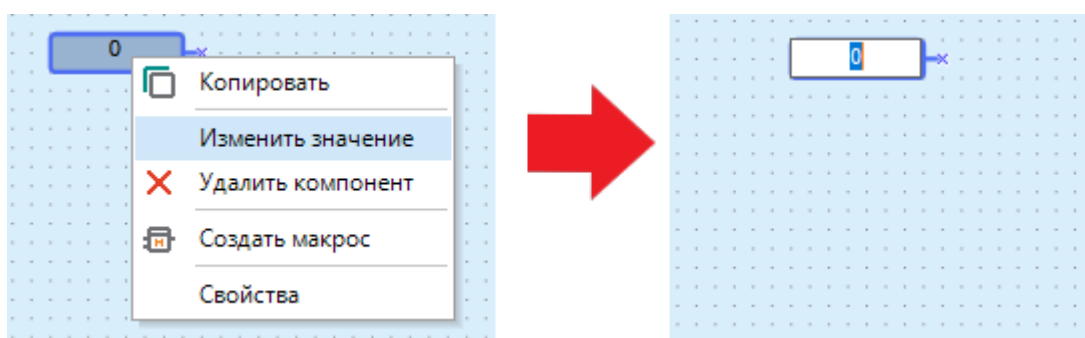 0
Копировать
Изменить значение
Удалить компонент
Создать макрос
Свойства
0